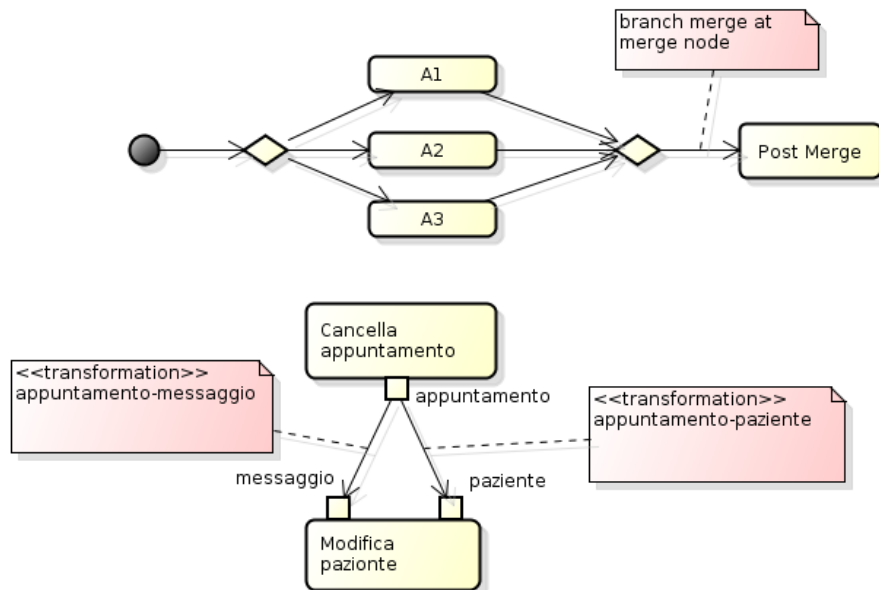 branch merge at
merge node
A1
A2
A3
Post Merge
Cancella
appuntamento
<<transformation>>
appuntamento-messaggio
appuntamento
<<transformation>>
appuntamento-paziente
messaggio
paziente
Modifica
pazionte